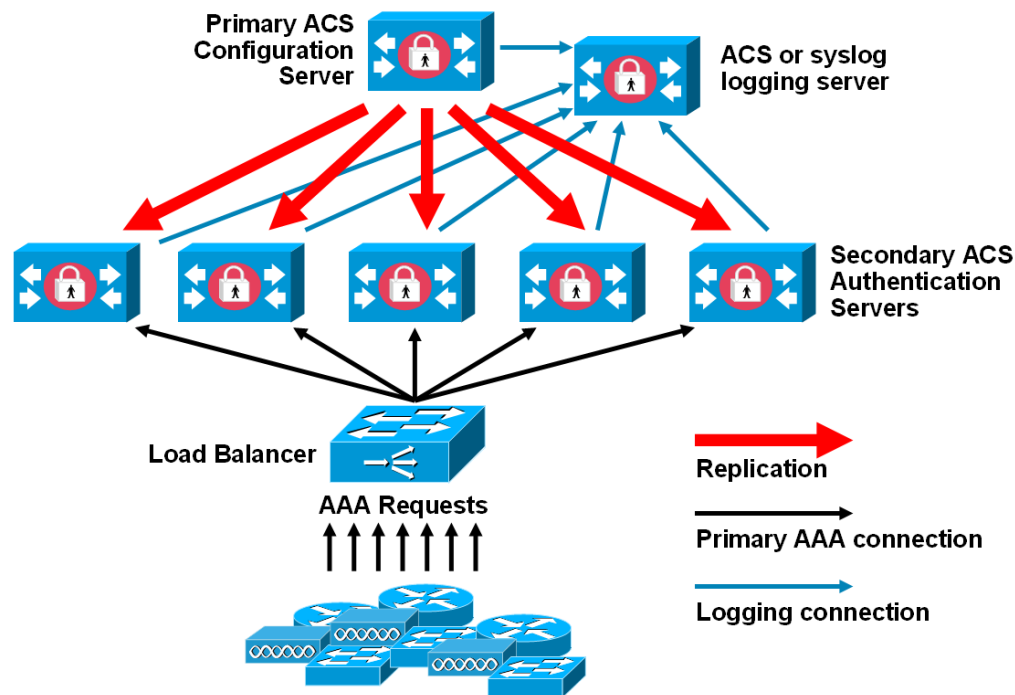 Primary ACS
Configuration
Server
ACS or syslog
logging server
Secondary ACS
Authentication
Servers
Load Balancer
AAA Requests
Replication
Primary AAA connection
Logging connection